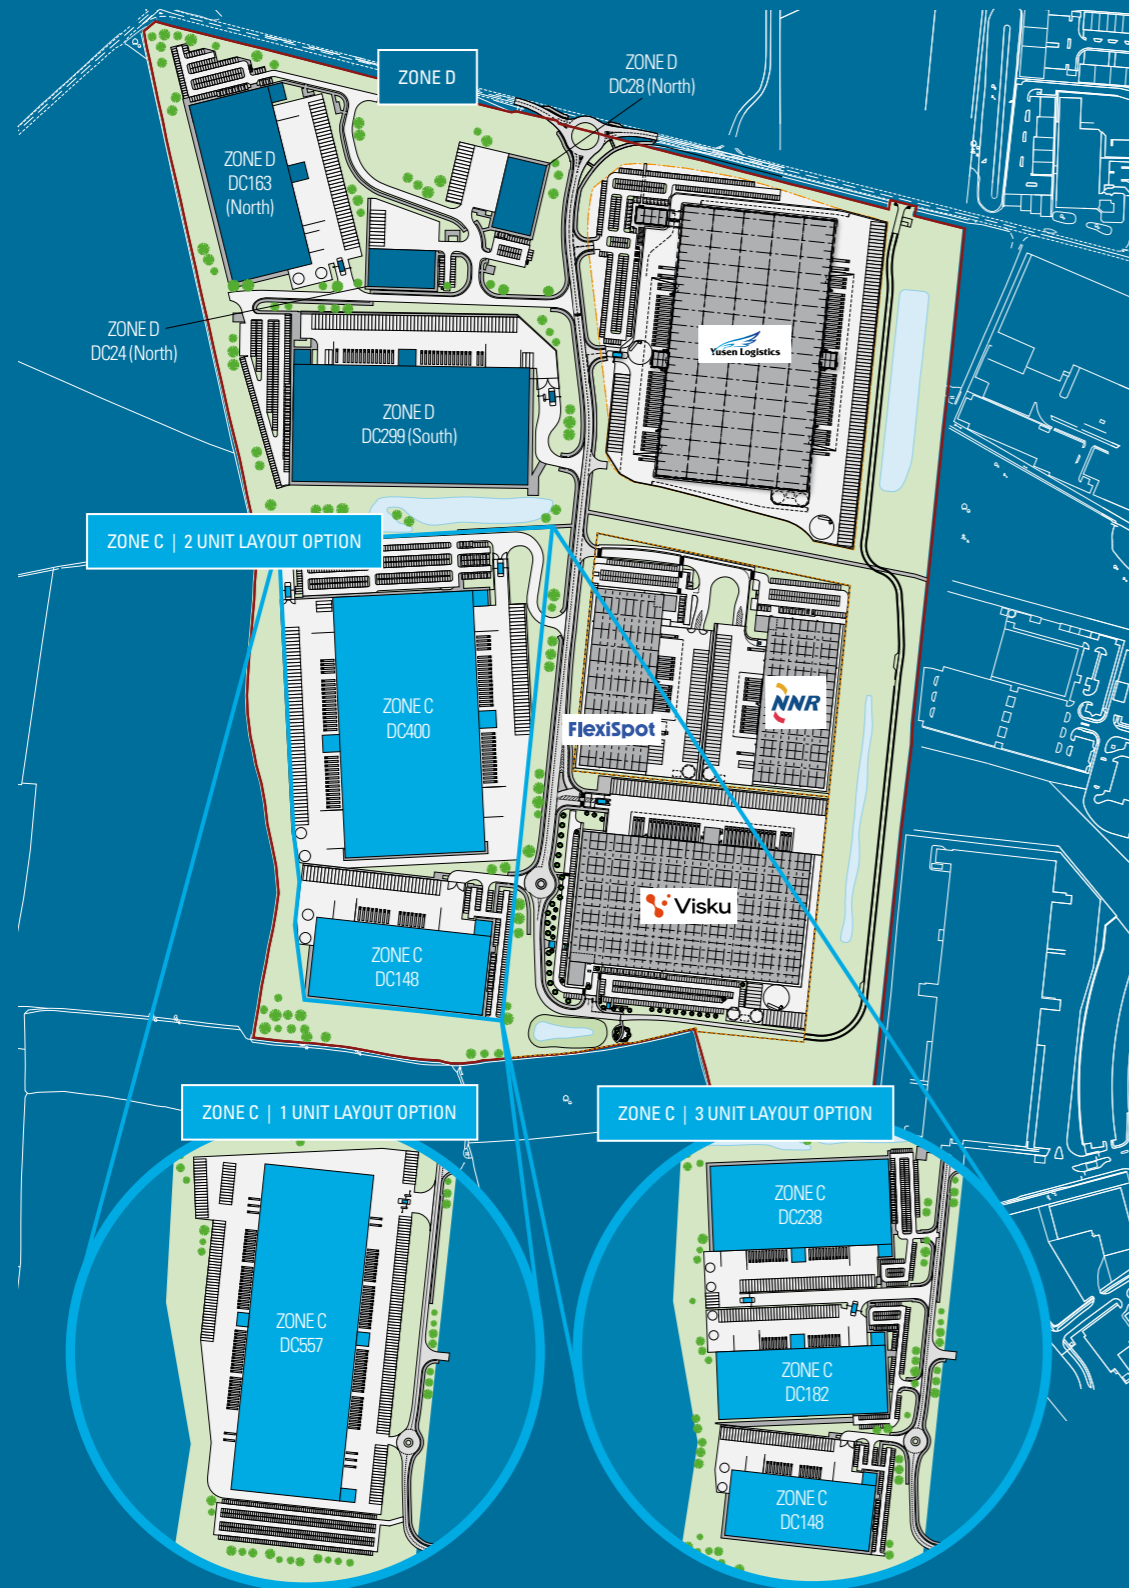 ZONE D
ZONE D
DC28 (North)
ZONE D
DC163
(North)
ZONE D
DC24 (North)
Yusen Logistics
ZONE D
DC299 (South)
ZONE C | 2 UNIT LAYOUT OPTION
ZONE C
DC400
FlexiSpot
NNR
Visku
ZONE C
DC148
ZONE C | 1 UNIT LAYOUT OPTION
ZONE C | 3 UNIT LAYOUT OPTION
ZONE C
DC557
ZONE C
DC238
ZONE C
DC182
ZONE C
DC148